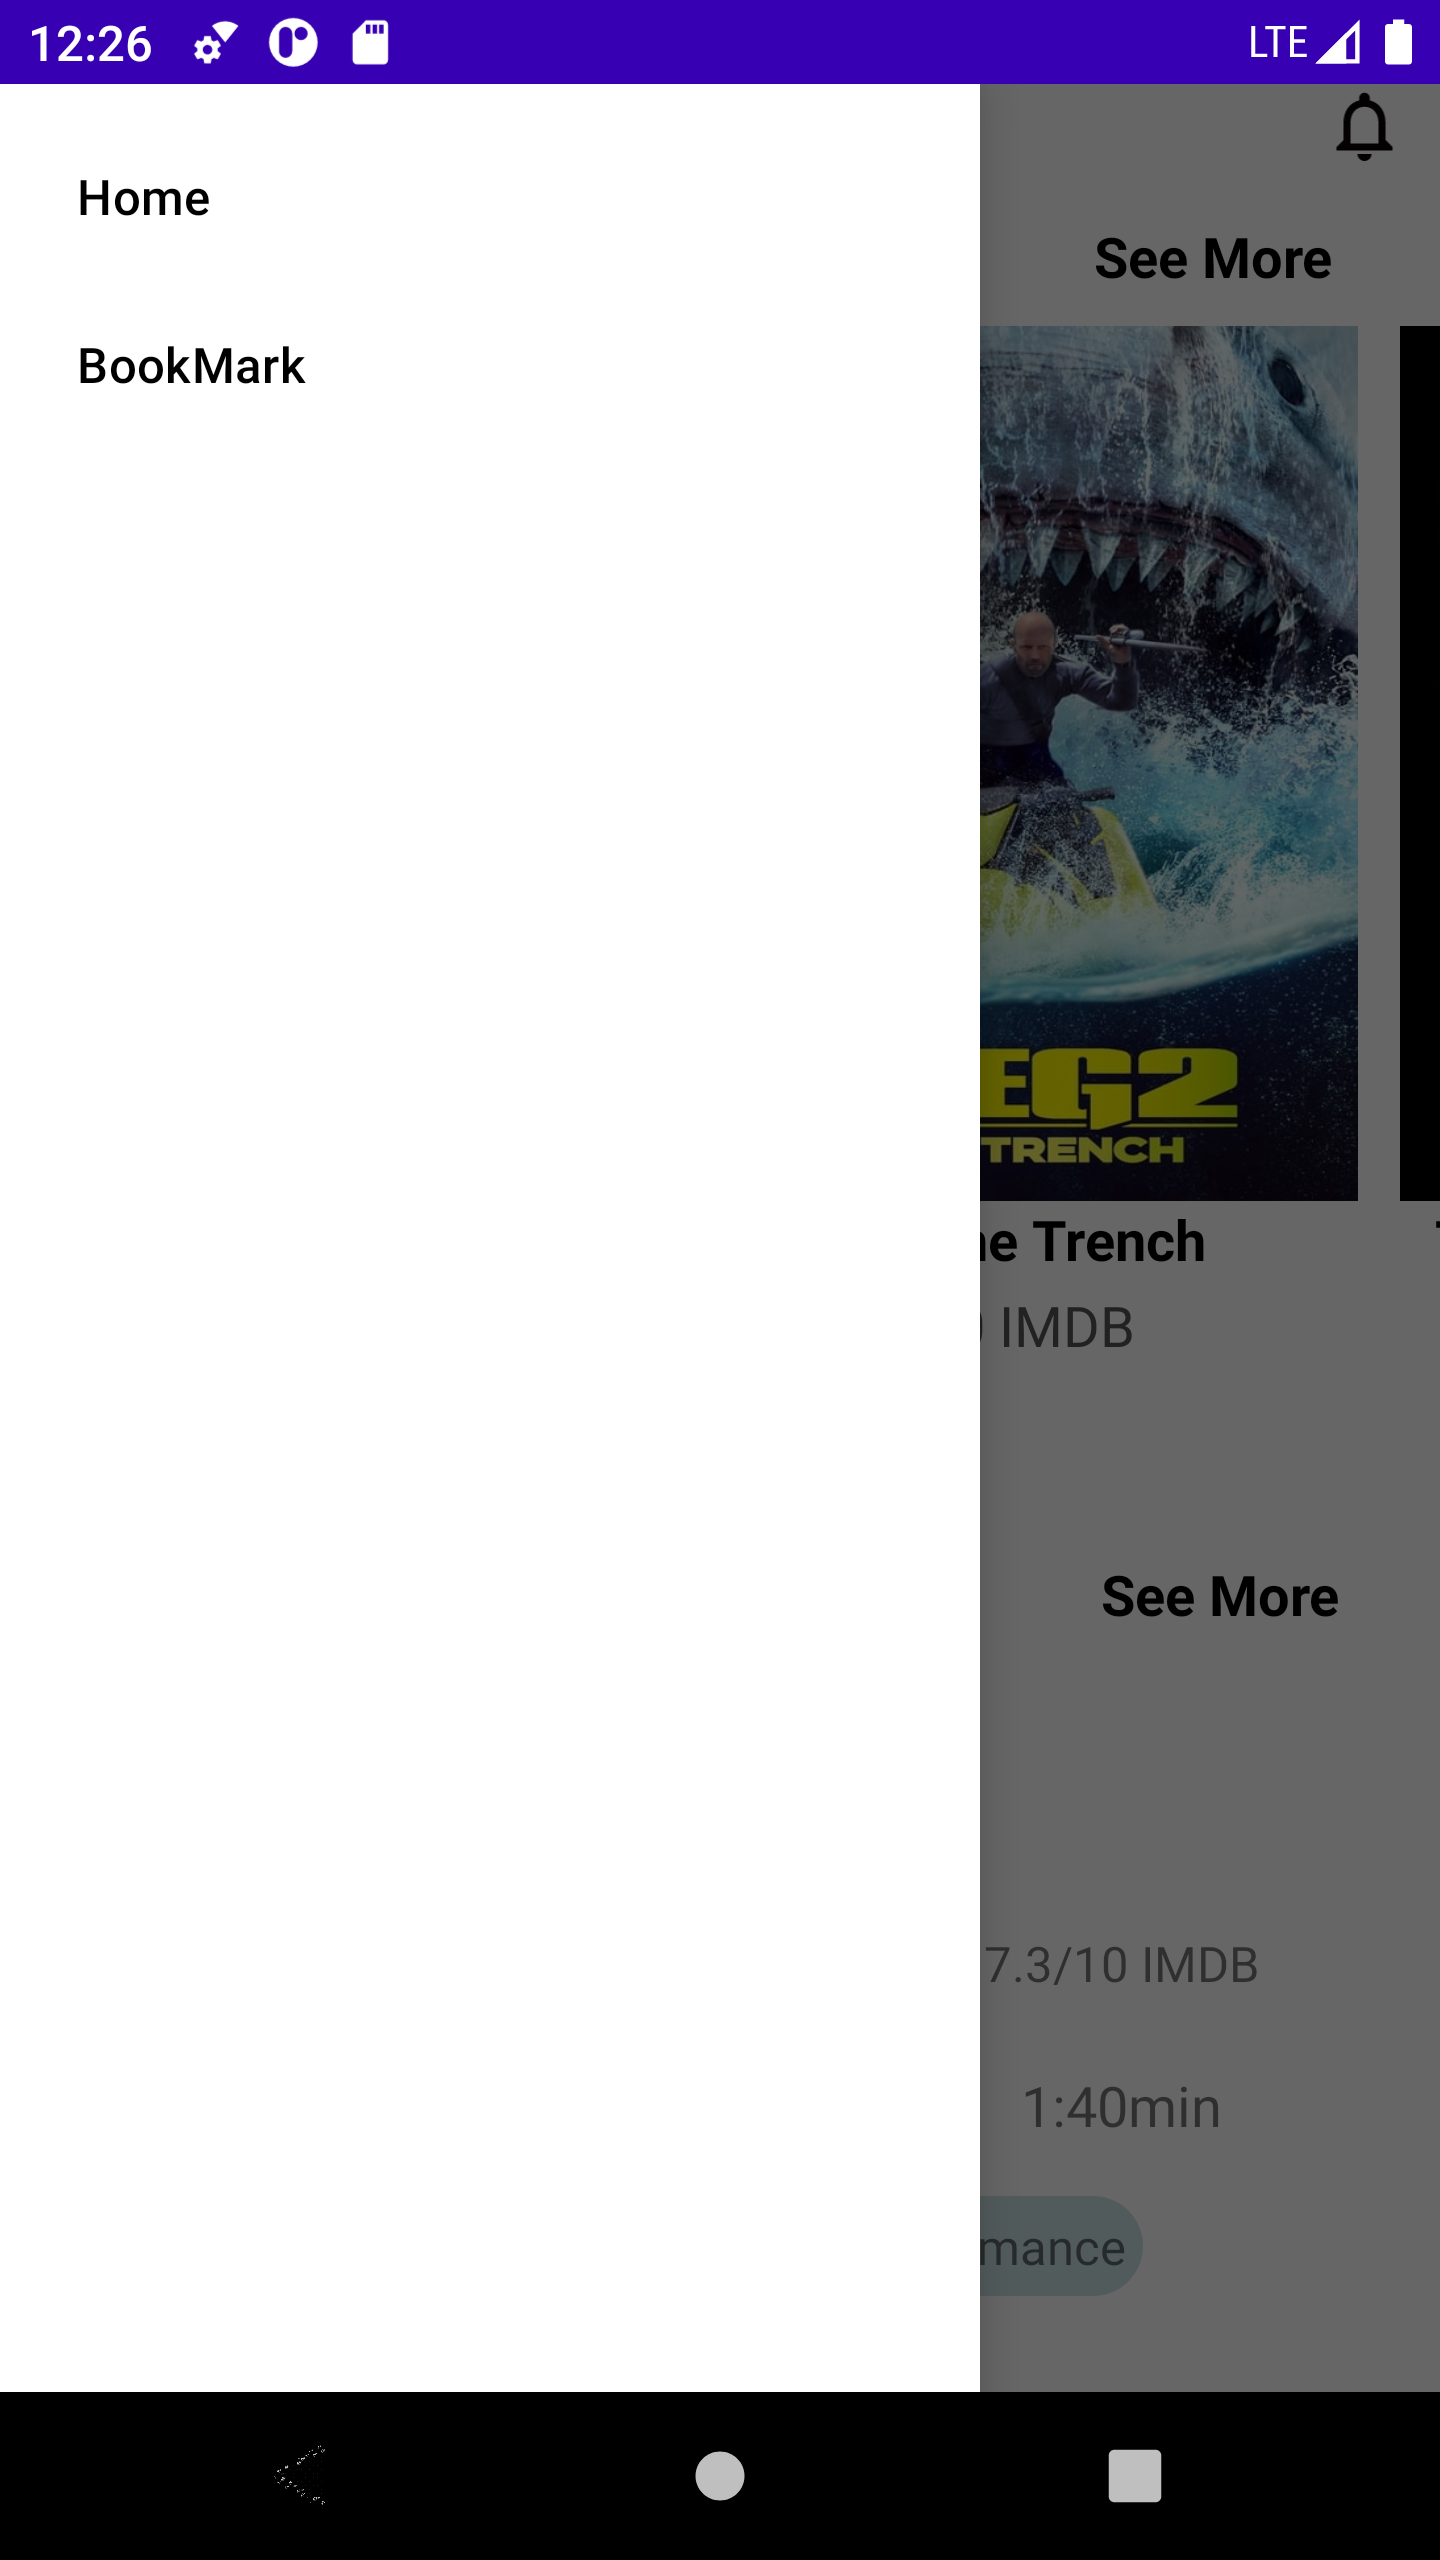 12:26 LTE
Home
See More
BookMark
EG2
TRENCH
e Trench
IMDB
See More
7.3/10 IMDB
1:40min
mance